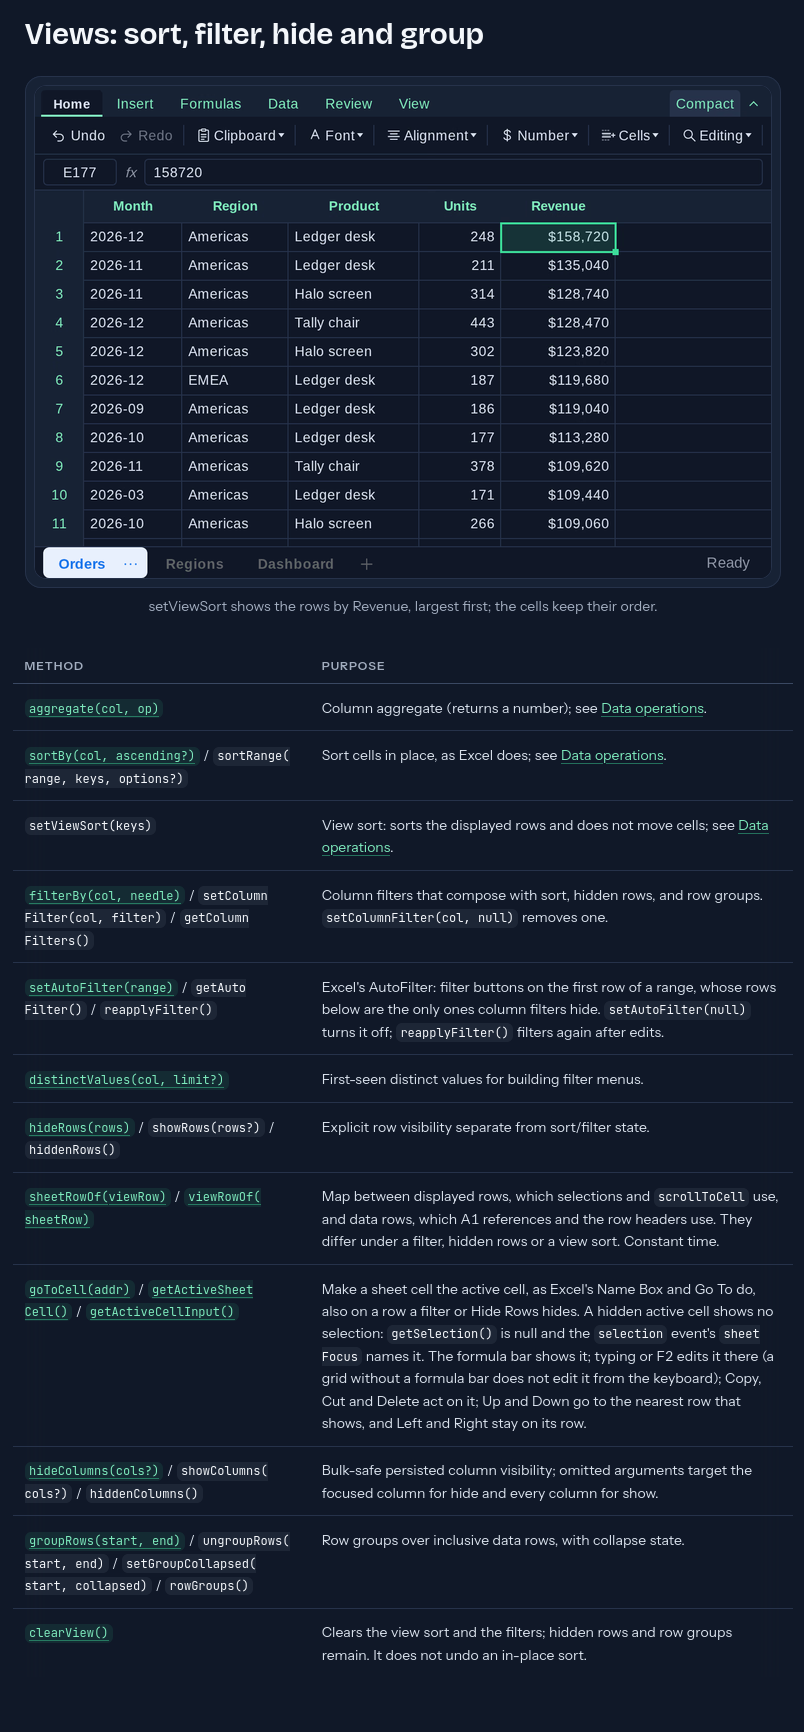 Views: sort, filter, hide and group
Home Insert Formulas Data Review View Compact
Undo Redo Clipboard Font Alignment $ Number Cells Editing
E177 fx 158720
Month Region Product Units Revenue
1 2026-12 Americas Ledger desk 248 $158,720
2 2026-11 Americas Ledger desk 211 $135,040
3 2026-11 Americas Halo screen 314 $128,740
4 2026-12 Americas Tally chair 443 $128,470
5 2026-12 Americas Halo screen 302 $123,820
6 2026-12 EMEA Ledger desk 187 $119,680
7 2026-09 Americas Ledger desk 186 $119,040
8 2026-10 Americas Ledger desk 177 $113,280
9 2026-11 Americas Tally chair 378 $109,620
10 2026-03 Americas Ledger desk 171 $109,440
11 2026-10 Americas Halo screen 266 $109,060
Orders ··· Regions Dashboard + Ready
setViewSort shows the rows by Revenue, largest first; the cells keep their order.
METHOD PURPOSE
aggregate(col, op) Column aggregate (returns a number); see Data operations.
sortBy(col, ascending?) / sortRange( Sort cells in place, as Excel does; see Data operations.
range, keys, options?)
setViewSort(keys) View sort: sorts the displayed rows and does not move cells; see Data
operations.
filterBy(col, needle) / setColumn Column filters that compose with sort, hidden rows, and row groups.
Filter(col, filter) / getColumn setColumnFilter(col, null) removes one.
Filters()
setAutoFilter(range) / getAuto Excel's AutoFilter: filter buttons on the first row of a range, whose rows
Filter() / reapplyFilter() below are the only ones column filters hide. setAutoFilter(null)
turns it off; reapplyFilter() filters again after edits.
distinctValues(col, limit?) First-seen distinct values for building filter menus.
hideRows(rows) / showRows(rows?) / Explicit row visibility separate from sort/filter state.
hiddenRows()
sheetRowOf(viewRow) / viewRowOf( Map between displayed rows, which selections and scrollToCell use,
sheetRow) and data rows, which A1 references and the row headers use. They
differ under a filter, hidden rows or a view sort. Constant time.
goToCell(addr) / getActiveSheet Make a sheet cell the active cell, as Excel's Name Box and Go To do,
Cell() / getActiveCellInput() also on a row a filter or Hide Rows hides. A hidden active cell shows no
selection: getSelection() is null and the selection event's sheet
Focus names it. The formula bar shows it; typing or F2 edits it there (a
grid without a formula bar does not edit it from the keyboard); Copy,
Cut and Delete act on it; Up and Down go to the nearest row that
shows, and Left and Right stay on its row.
hideColumns(cols?) / showColumns( Bulk-safe persisted column visibility; omitted arguments target the
cols?) / hiddenColumns() focused column for hide and every column for show.
groupRows(start, end) / ungroupRows( Row groups over inclusive data rows, with collapse state.
start, end) / setGroupCollapsed(
start, collapsed) / rowGroups()
clearView() Clears the view sort and the filters; hidden rows and row groups
remain. It does not undo an in-place sort.